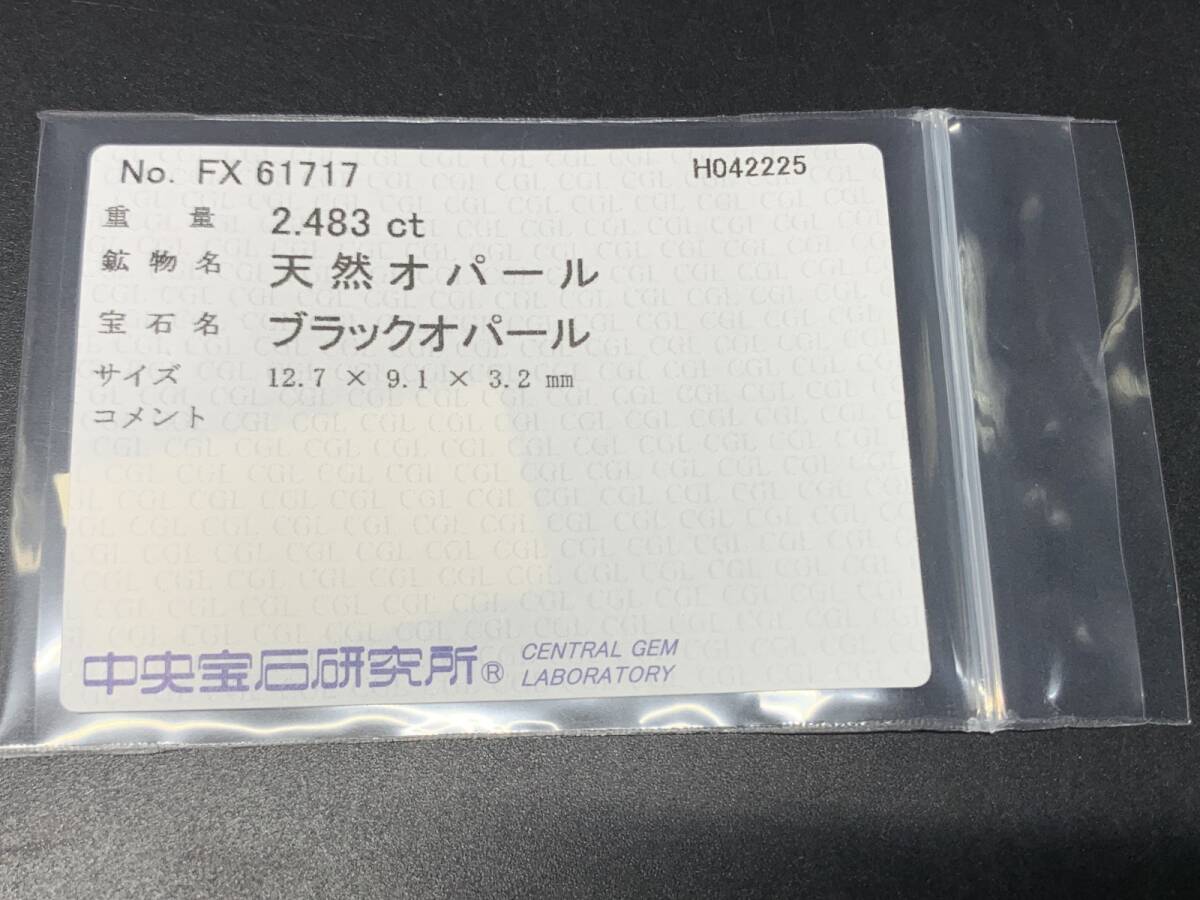 No. FX 61717 H042225
重 量 2.483 ct
鉱 物 名 天然オパール
宝 石 名 ブラックオパール
サイズ 12.7 × 9.1 × 3.2 mm
コメント
中央宝石研究所® CENTRAL GEM
LABORATORY